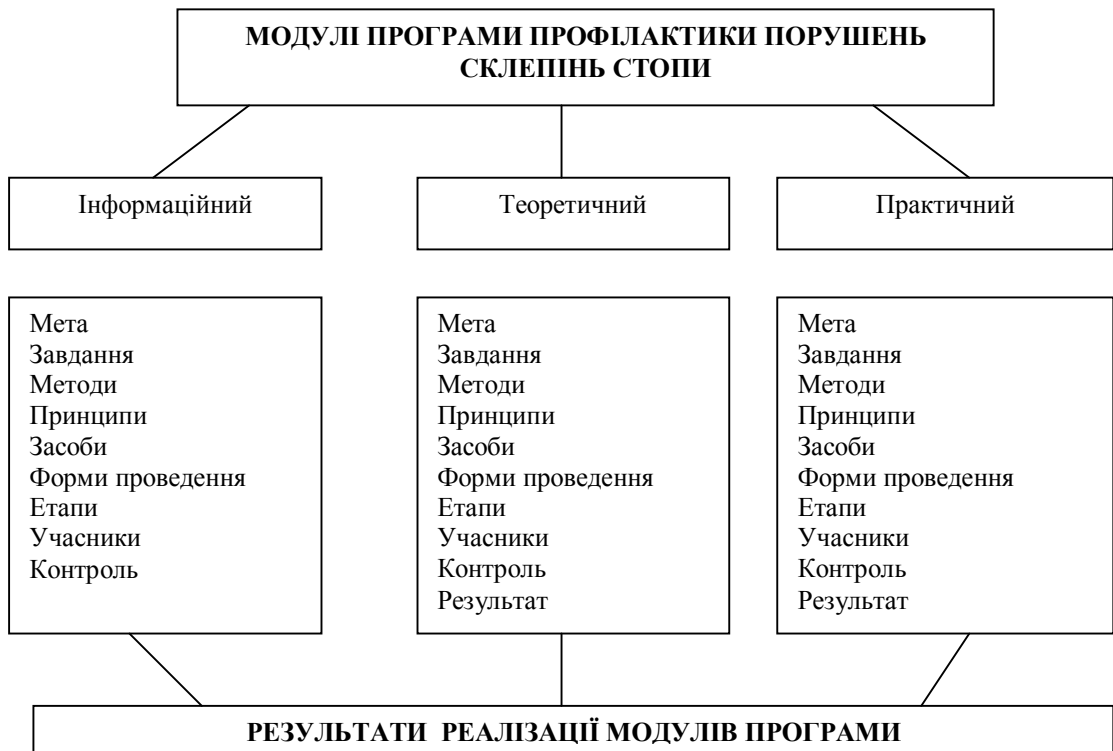 МОДУЛІ ПРОГРАМИ ПРОФІЛАКТИКИ ПОРУШЕНЬ
СКЛЕПІНЬ СТОПИ
Інформаційний
Теоретичний
Практичний
Мета
Завдання
Методи
Принципи
Засоби
Форми проведення
Етапи
Учасники
Контроль
Мета
Завдання
Методи
Принципи
Засоби
Форми проведення
Етапи
Учасники
Контроль
Результат
Мета
Завдання
Методи
Принципи
Засоби
Форми проведення
Етапи
Учасники
Контроль
Результат
РЕЗУЛЬТАТИ РЕАЛІЗАЦІЇ МОДУЛІВ ПРОГРАМИ